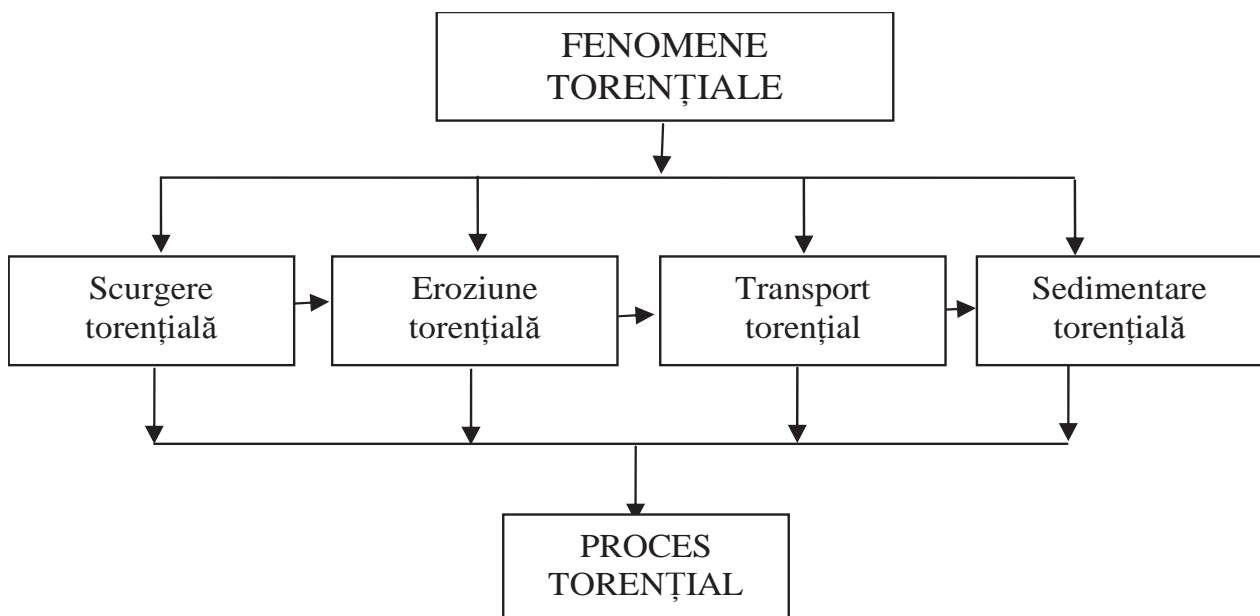 FENOMENE
TORENȚIALE
Scurgere
torențială
Eroziune
torențială
Transport
torențial
Sedimentare
torențială
PROCES
TORENȚIAL